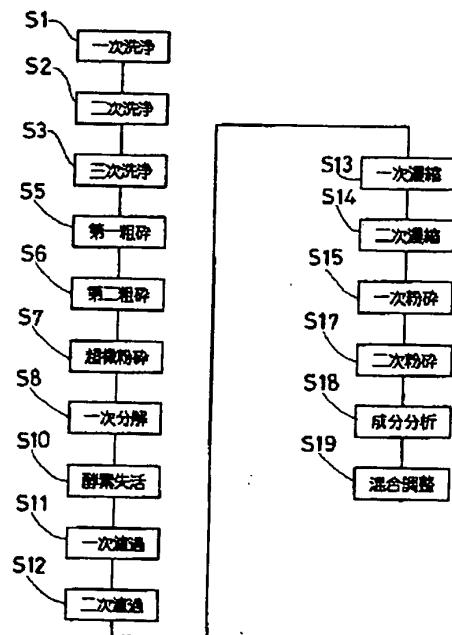 S1
一次洗浄
S2
二次洗浄
S3
三次洗浄
S5
第一粗砕
S6
第二粗砕
S7
超微粉砕
S8
一次分解
S10
酵素失活
S11
一次濾過
S12
二次濾過
S13
一次濃縮
S14
二次濃縮
S15
一次粉砕
S17
二次粉砕
S18
成分分析
S19
混合調整